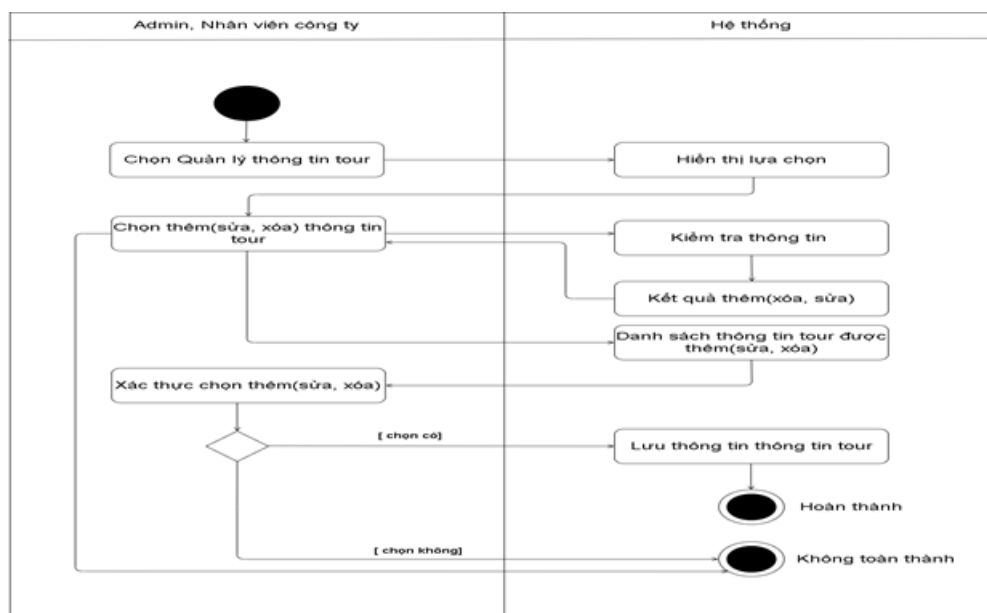 Admin, Nhân viên công ty
Hệ thống
Chọn Quản lý thông tin tour
Hiển thị lựa chọn
Chọn thêm(sửa, xóa) thông tin
tour
Kiểm tra thông tin
Kết quả thêm(xóa, sửa)
Danh sách thông tin tour được
thêm(sửa, xóa)
Xác thực chọn thêm(sửa, xóa)
[ chọn có]
Lưu thông tin thông tin tour
Hoàn thành
[ chọn không]
Không toàn thành